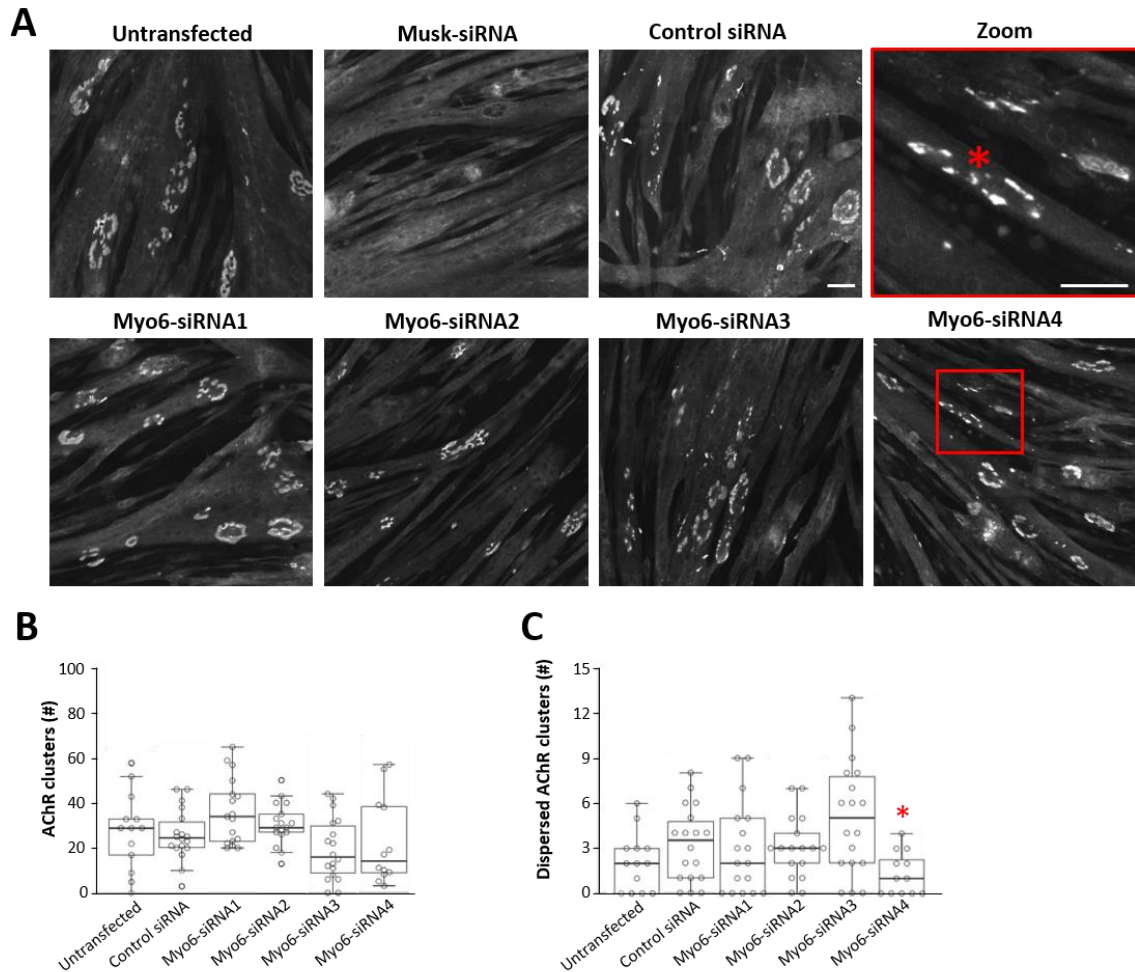 A
Untransfected
Musk-siRNA
Control siRNA
Zoom
*
Myo6-siRNA1
Myo6-siRNA2
Myo6-siRNA3
Myo6-siRNA4
B
AChR clusters (#)
100
80
60
40
20
0
Untransfected
Control siRNA
Myo6-siRNA1
Myo6-siRNA2
Myo6-siRNA3
Myo6-siRNA4
C
Dispersed AChR clusters (#)
15
12
9
6
3
0
*
Untransfected
Control siRNA
Myo6-siRNA1
Myo6-siRNA2
Myo6-siRNA3
Myo6-siRNA4